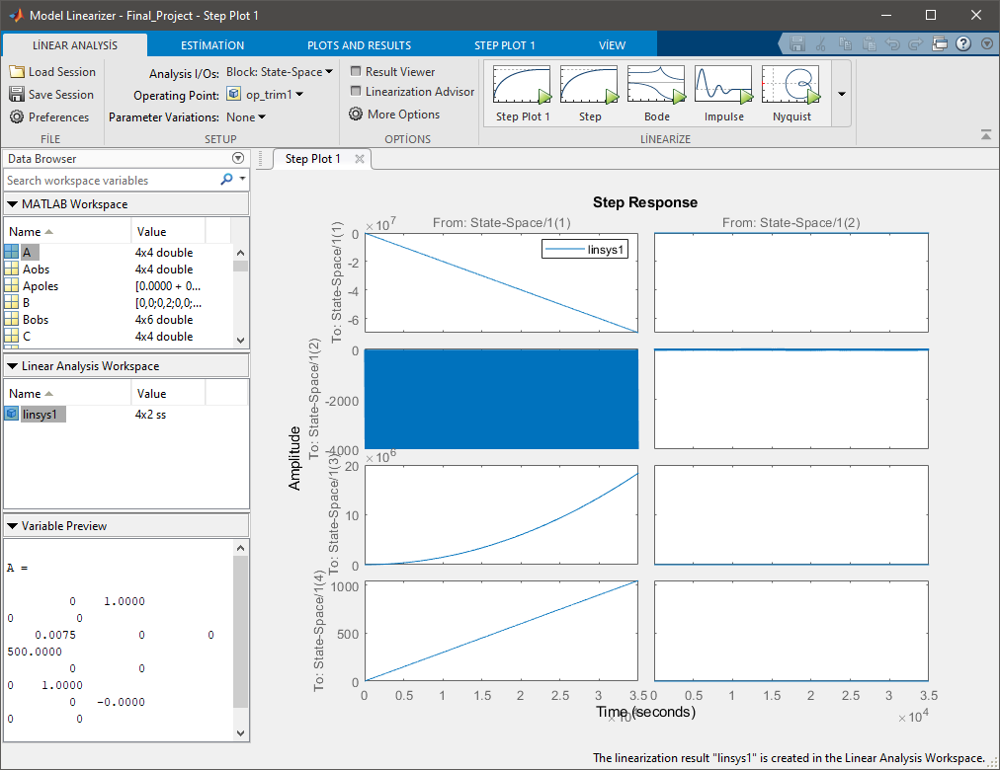 Model Linearizer - Final_Project - Step Plot 1
LİNEAR ANALYSIS
ESTİMATİON
PLOTS AND RESULTS
STEP PLOT 1
VİEW
Load Session
Save Session
Preferences
FİLE
Analysis I/Os: Block: State-Space
Operating Point: op_trim1
Parameter Variations: None
SETUP
Result Viewer
Linearization Advisor
More Options
OPTİONS
Step Plot 1
Step
Bode
Impulse
Nyquist
LİNEARİZE
Data Browser
Search workspace variables
MATLAB Workspace
Name Value
A 4x4 double
Aobs 4x4 double
Apoles [0.0000 + 0...
B [0,0;0,2;0,0;...
Bobs 4x6 double
C 4x4 double
Linear Analysis Workspace
Name Value
linsys1 4x2 ss
Variable Preview
A =
0 1.0000
0 0
0.0075 0 0
500.0000
0 0
0 1.0000
0 -0.0000
0 0
Step Plot 1
Step Response
From: State-Space/1(1)
From: State-Space/1(2)
×10^7
linsys1
To: State-Space/1(1)
0
-2
-4
-6
To: State-Space/1(2)
0
-2000
-4000
Amplitude
×10^6
To: State-Space/1(3)
20
10
0
To: State-Space/1(4)
1000
500
0
0 0.5 1 1.5 2 2.5 3 3.5
0 0.5 1 1.5 2 2.5 3 3.5
×10^4
×10^4
Time (seconds)
The linearization result "linsys1" is created in the Linear Analysis Workspace.